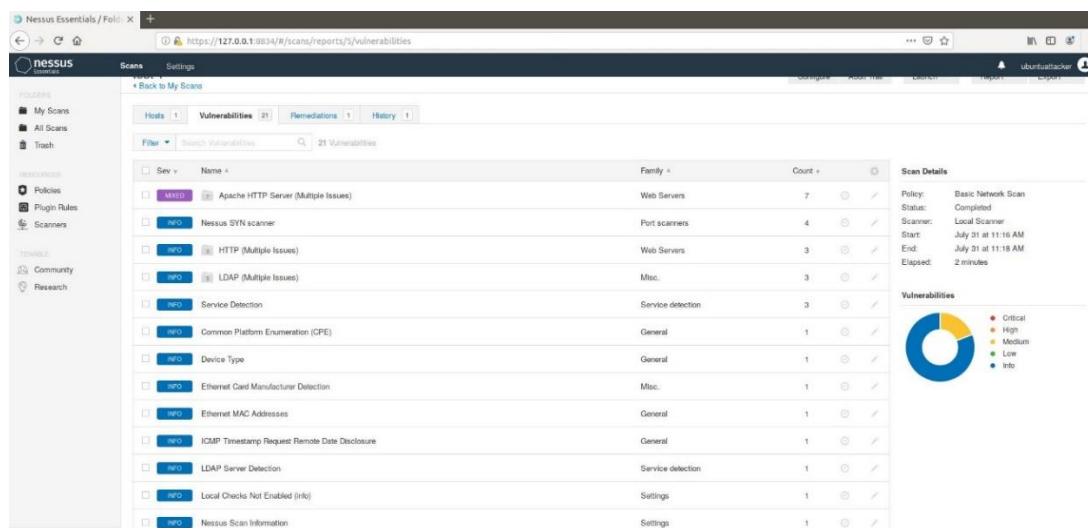 Nessus Essentials / Fold
https://127.0.0.1:8834/#/scans/reports/5/vulnerabilities
nessus
Essentials
Scans Settings
ubuntuattacker
Configure Audit Trail Launch Report Export
Back to My Scans
FOLDERS
My Scans
All Scans
Trash
RESOURCES
Policies
Plugin Rules
Scanners
TENABLE
Community
Research
Hosts 1 Vulnerabilities 21 Remediations 1 History 1
Filter Search Vulnerabilities 21 Vulnerabilities
Sev Name Family Count
MIXED Apache HTTP Server (Multiple Issues) Web Servers 7
INFO Nessus SYN scanner Port scanners 4
INFO HTTP (Multiple Issues) Web Servers 3
INFO LDAP (Multiple Issues) Misc. 3
INFO Service Detection Service detection 3
INFO Common Platform Enumeration (CPE) General 1
INFO Device Type General 1
INFO Ethernet Card Manufacturer Detection Misc. 1
INFO Ethernet MAC Addresses General 1
INFO ICMP Timestamp Request Remote Date Disclosure General 1
INFO LDAP Server Detection Service detection 1
INFO Local Checks Not Enabled (info) Settings 1
INFO Nessus Scan Information Settings 1
Scan Details
Policy: Basic Network Scan
Status: Completed
Scanner: Local Scanner
Start: July 31 at 11:16 AM
End: July 31 at 11:18 AM
Elapsed: 2 minutes
Vulnerabilities
Critical
High
Medium
Low
Info